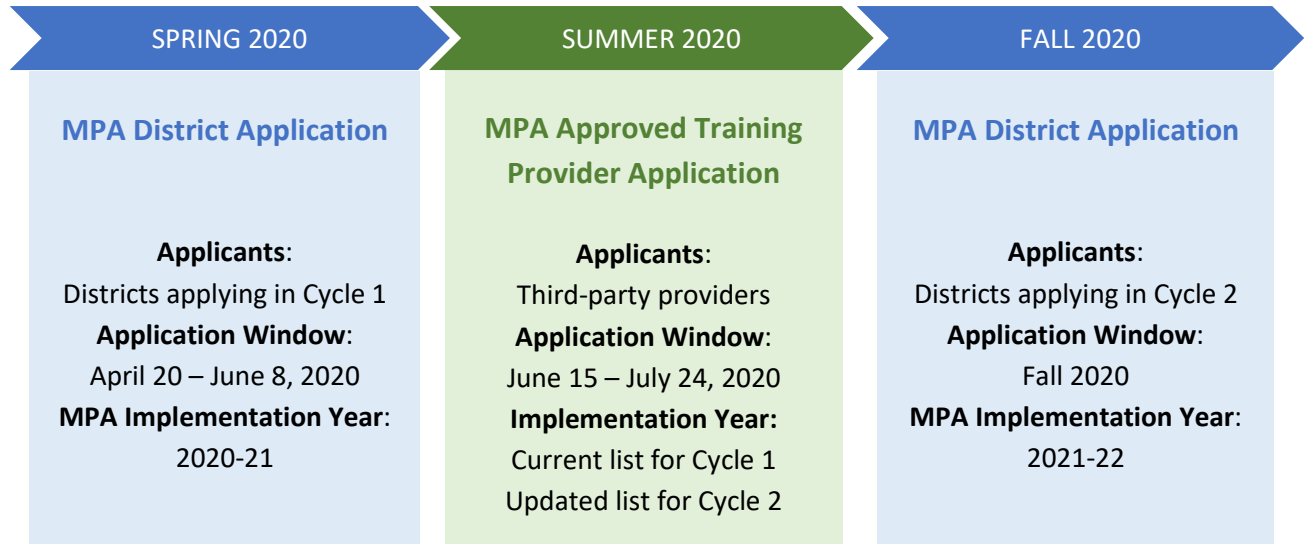 SPRING 2020
MPA District Application
Applicants:
Districts applying in Cycle 1
Application Window:
April 20 – June 8, 2020
MPA Implementation Year:
2020-21
SUMMER 2020
MPA Approved Training
Provider Application
Applicants:
Third-party providers
Application Window:
June 15 – July 24, 2020
Implementation Year:
Current list for Cycle 1
Updated list for Cycle 2
FALL 2020
MPA District Application
Applicants:
Districts applying in Cycle 2
Application Window:
Fall 2020
MPA Implementation Year:
2021-22